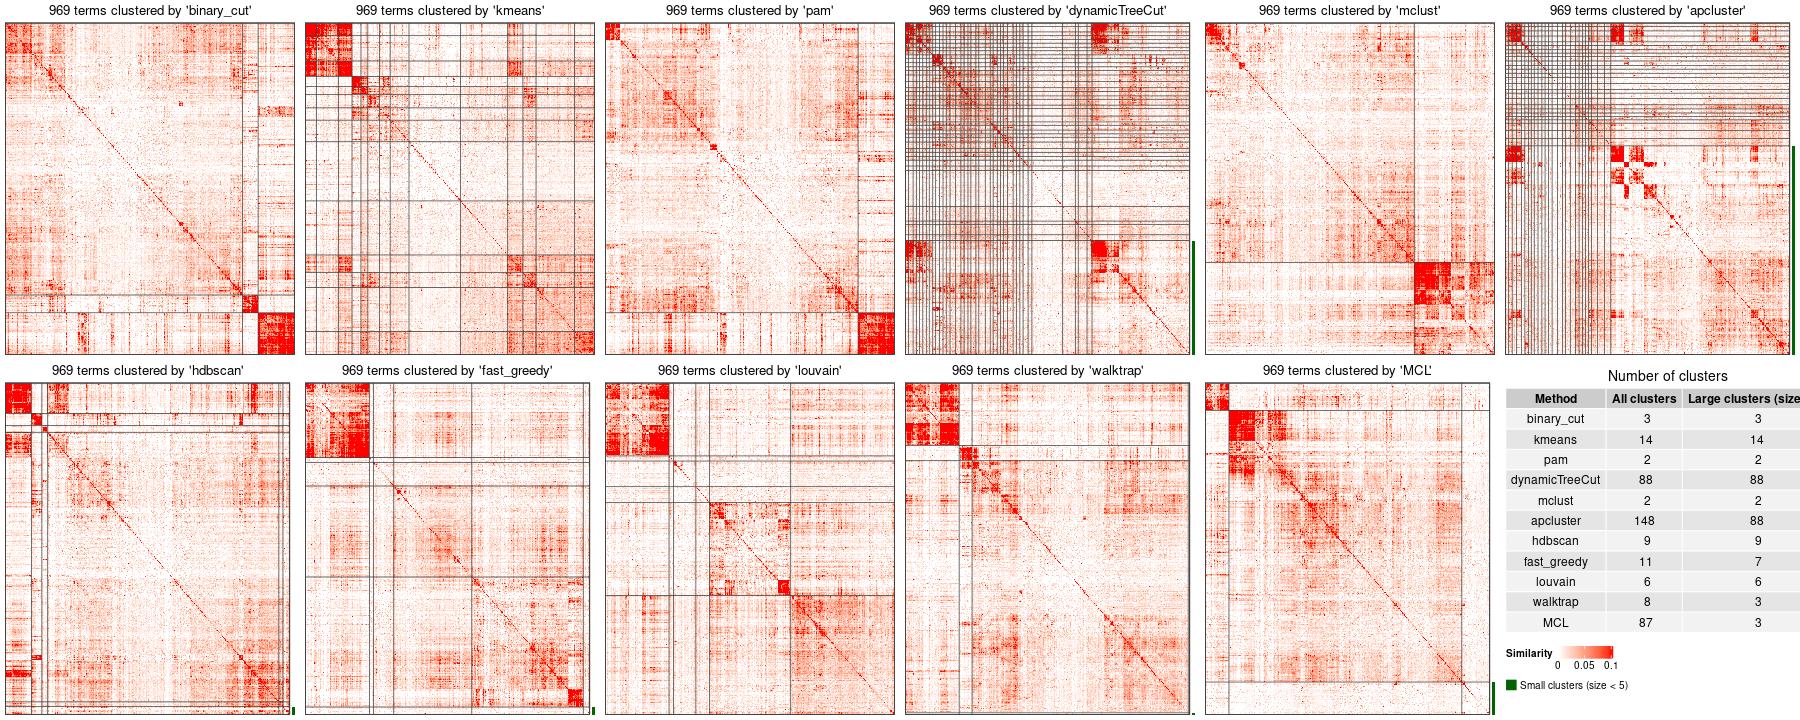 969 terms clustered by 'binary_cut'
969 terms clustered by 'kmeans'
969 terms clustered by 'pam'
969 terms clustered by 'dynamicTreeCut'
969 terms clustered by 'mclust'
969 terms clustered by 'apcluster'
969 terms clustered by 'hdbscan'
969 terms clustered by 'fast_greedy'
969 terms clustered by 'louvain'
969 terms clustered by 'walktrap'
969 terms clustered by 'MCL'
Number of clusters
Method All clusters Large clusters (size
binary_cut 3 3
kmeans 14 14
pam 2 2
dynamicTreeCut 88 88
mclust 2 2
apcluster 148 88
hdbscan 9 9
fast_greedy 11 7
louvain 6 6
walktrap 8 3
MCL 87 3
Similarity
0 0.05 0.1
Small clusters (size < 5)